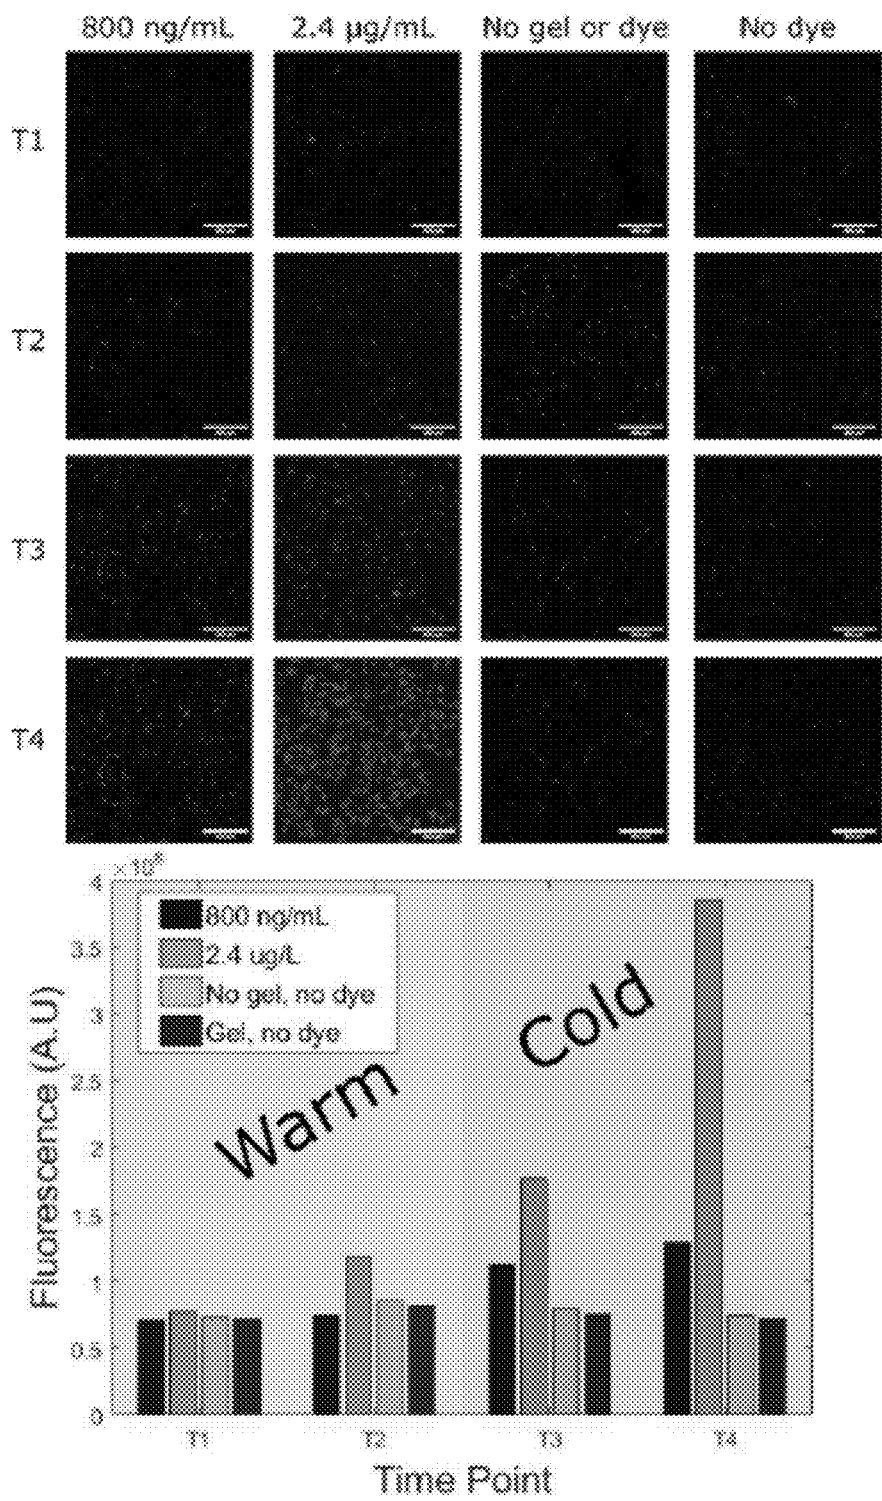 800 ng/mL 2.4 µg/mL No gel or dye No dye
T1
T2
T3
T4
4
3.5
3
2.5
2
1.5
1
0.5
0
800 ng/mL
2.4 ug/L
No gel, no dye
Gel, no dye
Warm
Cold
Fluorescence (A.U)
T1 T2 T3 T4
Time Point